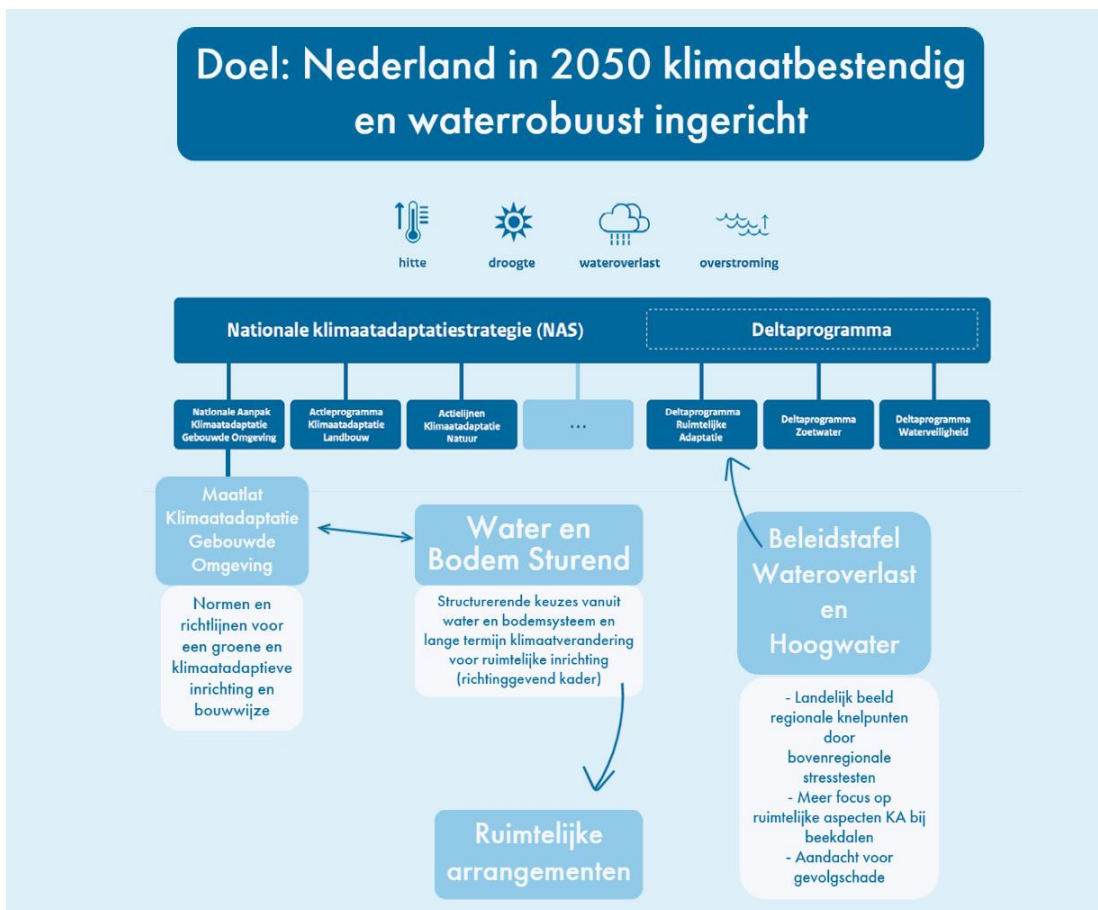 Doel: Nederland in 2050 klimaatbestendig
en waterrobuust ingericht
hitte
droogte
wateroverlast
overstroming
Nationale klimaatadaptatiestrategie (NAS)
Deltaprogramma
Nationale Aanpak
Klimaatadaptatie
Gebouwde Omgeving
Actieprogramma
Klimaatadaptatie
Landbouw
Actielijnen
Klimaatadaptatie
Natuur
...
Deltaprogramma
Ruimtelijke
Adaptatie
Deltaprogramma
Zoetwater
Deltaprogramma
Waterveiligheid
Maatlat
Klimaatadaptatie
Gebouwde
Omgeving
Normen en
richtlijnen voor
een groene en
klimaatadaptieve
inrichting en
bouwwijze
Water en
Bodem Sturend
Structurerende keuzes vanuit
water en bodemsysteem en
lange termijn klimaatverandering
voor ruimtelijke inrichting
(richtinggevend kader)
Ruimtelijke
arrangementen
Beleidstafel
Wateroverlast
en
Hoogwater
- Landelijk beeld
regionale knelpunten
door
bovenregionale
stresstesten
- Meer focus op
ruimtelijke aspecten KA bij
beekdalen
- Aandacht voor
gevolgschade